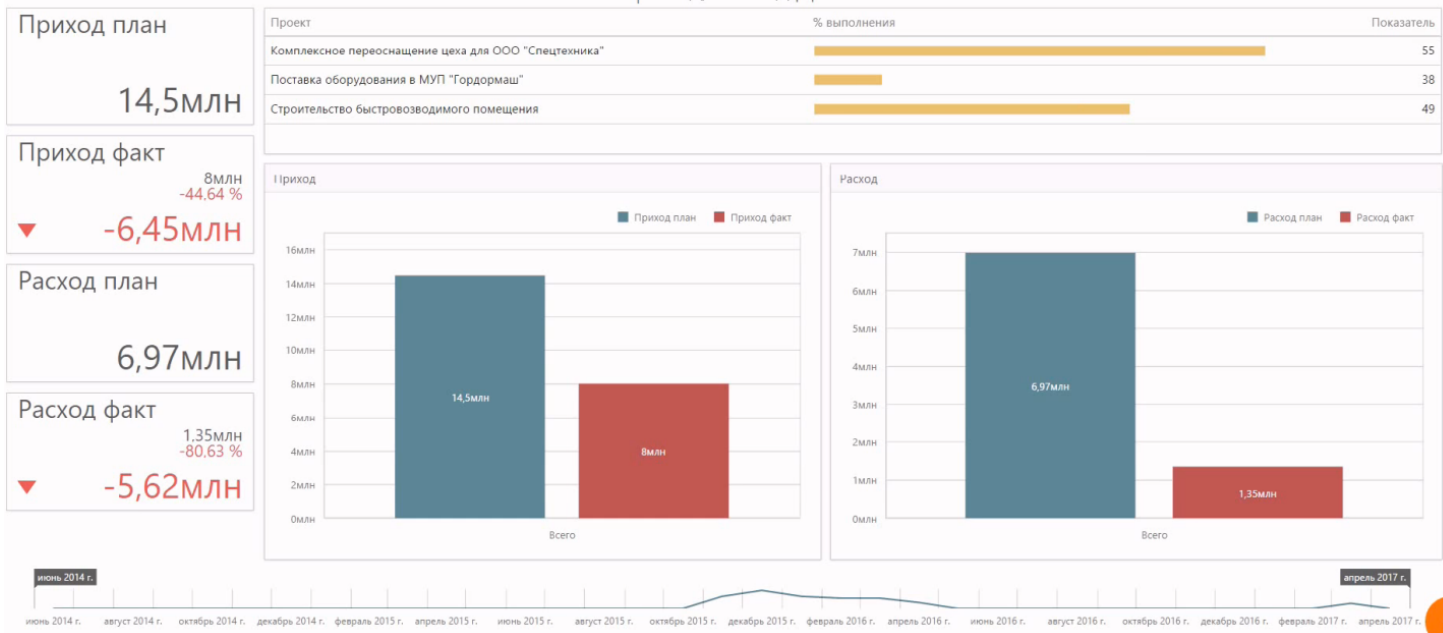 Приход план
14,5млн
Приход факт
8млн
-44,64 %
-6,45млн
Расход план
6,97млн
Расход факт
1,35млн
-80,63 %
-5,62млн
Проект % выполнения Показатель
Комплексное переоснащение цеха для ООО "Спецтехника" 55
Поставка оборудования в МУП "Гордормаш" 38
Строительство быстровозводимого помещения 49
Приход
Приход план Приход факт
16млн
14млн
12млн
10млн
8млн
6млн
4млн
2млн
0млн
14,5млн
8млн
Всего
Расход
Расход план Расход факт
7млн
6млн
5млн
4млн
3млн
2млн
1млн
0млн
6,97млн
1,35млн
Всего
июнь 2014 г. апрель 2017 г.
июнь 2014 г. август 2014 г. октябрь 2014 г. декабрь 2014 г. февраль 2015 г. апрель 2015 г. июнь 2015 г. август 2015 г. октябрь 2015 г. декабрь 2015 г. февраль 2016 г. апрель 2016 г. июнь 2016 г. август 2016 г. октябрь 2016 г. декабрь 2016 г. февраль 2017 г. апрель 2017 г.